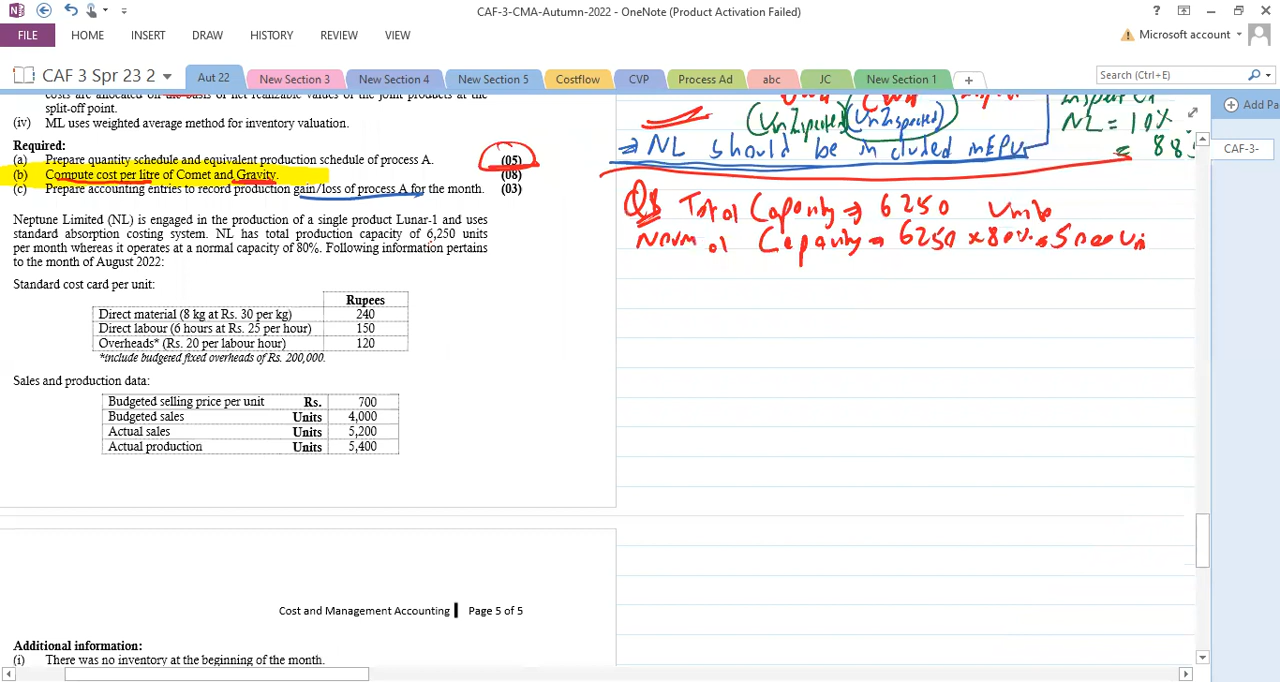 CAF-3-CMA-Autumn-2022 - OneNote (Product Activation Failed)
FILE HOME INSERT DRAW HISTORY REVIEW VIEW
Microsoft account
CAF 3 Spr 23 2
Aut 22 New Section 3 New Section 4 New Section 5 Costflow CVP Process Ad abc JC New Section 1
Search (Ctrl+E)
Add Pa
CAF-3-
split-off point.
(iv) ML uses weighted average method for inventory valuation.
Required:
(a) Prepare quantity schedule and equivalent production schedule of process A. (05)
(b) Compute cost per litre of Comet and Gravity. (08)
(c) Prepare accounting entries to record production gain/loss of process A for the month. (03)
Neptune Limited (NL) is engaged in the production of a single product Lunar-1 and uses
standard absorption costing system. NL has total production capacity of 6,250 units
per month whereas it operates at a normal capacity of 80%. Following information pertains
to the month of August 2022:
Standard cost card per unit:
Rupees
Direct material (8 kg at Rs. 30 per kg) 240
Direct labour (6 hours at Rs. 25 per hour) 150
Overheads* (Rs. 20 per labour hour) 120
*include budgeted fixed overheads of Rs. 200,000.
Sales and production data:
Budgeted selling price per unit Rs. 700
Budgeted sales Units 4,000
Actual sales Units 5,200
Actual production Units 5,400
Cost and Management Accounting Page 5 of 5
Additional information:
(i) There was no inventory at the beginning of the month.
(UnInspected) (UnInspected)
NL = 10%
⇒ NL should be included in EPU
Q8 Total Capacity ⇒ 6250 Units
Normal Capacity ⇒ 6250 × 80% = 5000 Un